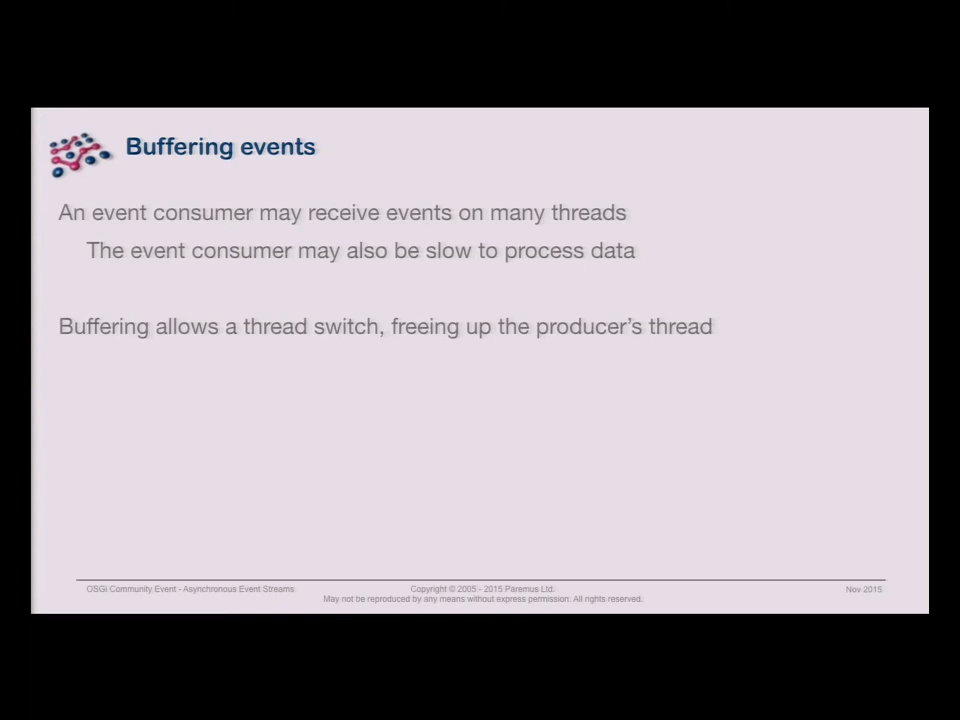 Buffering events
An event consumer may receive events on many threads
The event consumer may also be slow to process data
Buffering allows a thread switch, freeing up the producer’s thread
OSGi Community Event - Asynchronous Event Streams
Copyright © 2005 - 2015 Paremus Ltd.
May not be reproduced by any means without express permission. All rights reserved.
Nov 2015